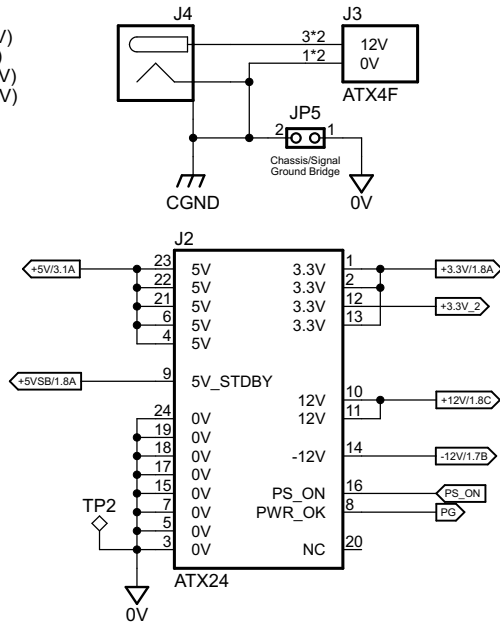 V)
)
V)
V)
J4
J3
3*2
12V
1*2
0V
ATX4F
JP5
2
1
Chassis/Signal
Ground Bridge
CGND
0V
J2
+5V/3.1A
23
5V
3.3V
1
+3.3V/1.8A
22
5V
3.3V
2
21
5V
3.3V
12
+3.3V_2
6
5V
3.3V
13
4
5V
+5VSB/1.8A
9
5V_STDBY
12V
10
+12V/1.8C
24
0V
12V
11
19
0V
18
0V
-12V
14
-12V/1.7B
17
0V
15
0V
PS_ON
16
PS_ON
TP2
7
0V
PWR_OK
8
PG
5
0V
3
0V
NC
20
ATX24
0V